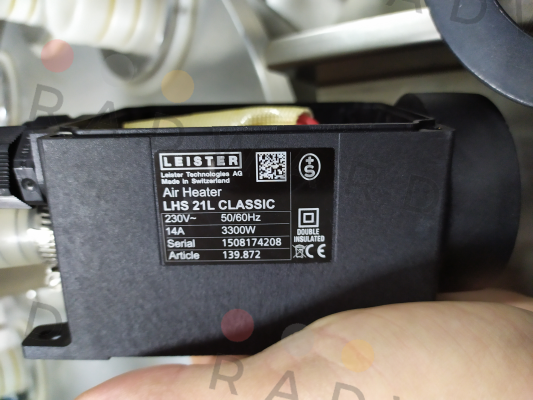 LEISTER
Leister Technologies AG
Made in Switzerland
Air Heater
LHS 21L CLASSIC
230V~ 50/60Hz
14A 3300W
Serial 1508174208
Article 139.872
DOUBLE
INSULATED
CE
+S